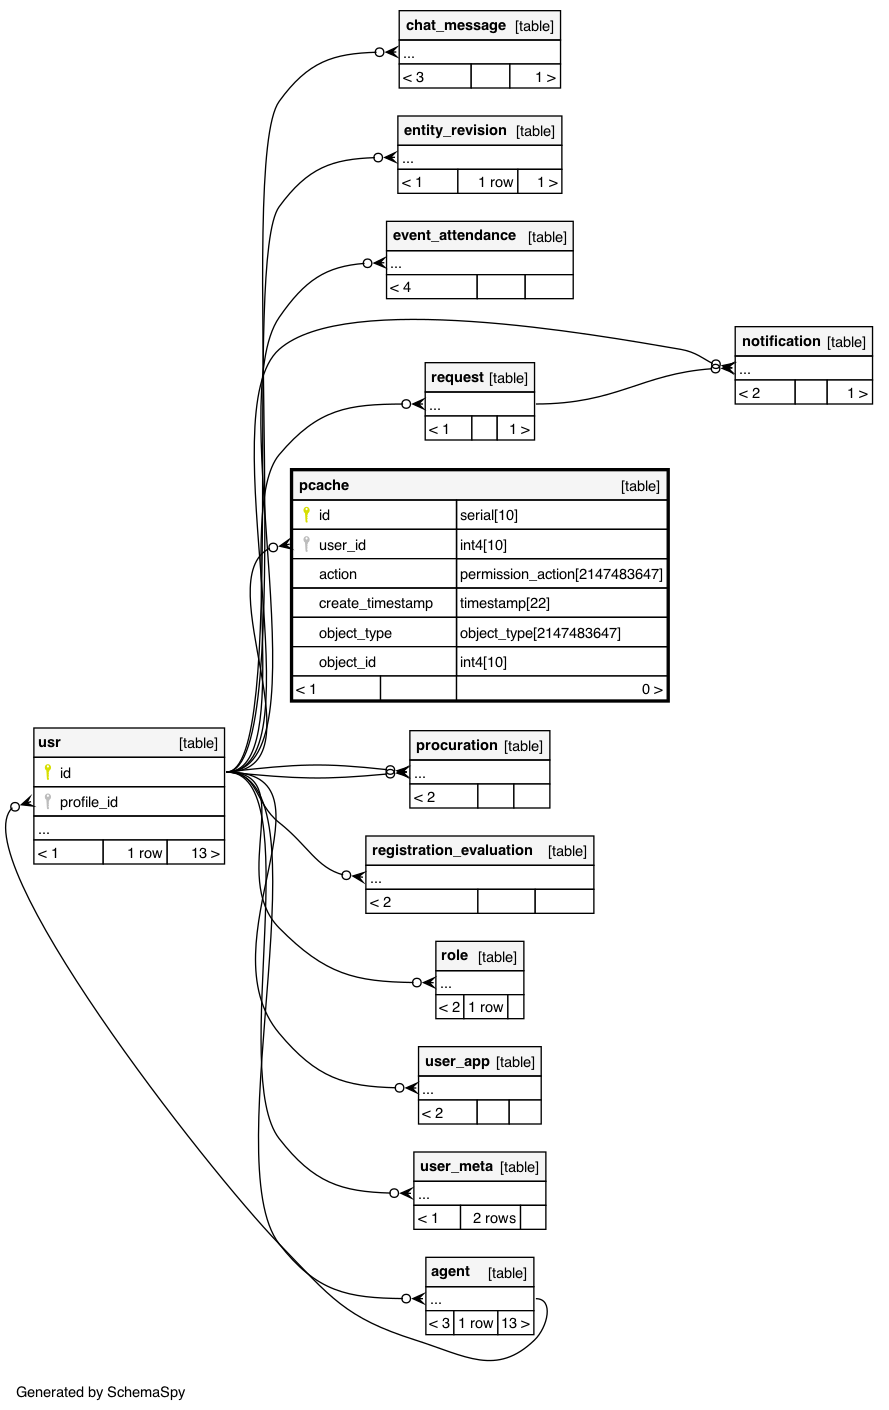 chat_message [table]
...
< 3 1 >
entity_revision [table]
...
< 1 1 row 1 >
event_attendance [table]
...
< 4
notification [table]
...
< 2 1 >
request [table]
...
< 1 1 >
pcache [table]
id serial[10]
user_id int4[10]
action permission_action[2147483647]
create_timestamp timestamp[22]
object_type object_type[2147483647]
object_id int4[10]
< 1 0 >
usr [table]
id
profile_id
...
< 1 1 row 13 >
procuration [table]
...
< 2
registration_evaluation [table]
...
< 2
role [table]
...
< 2 1 row
user_app [table]
...
< 2
user_meta [table]
...
< 1 2 rows
agent [table]
...
< 3 1 row 13 >
Generated by SchemaSpy